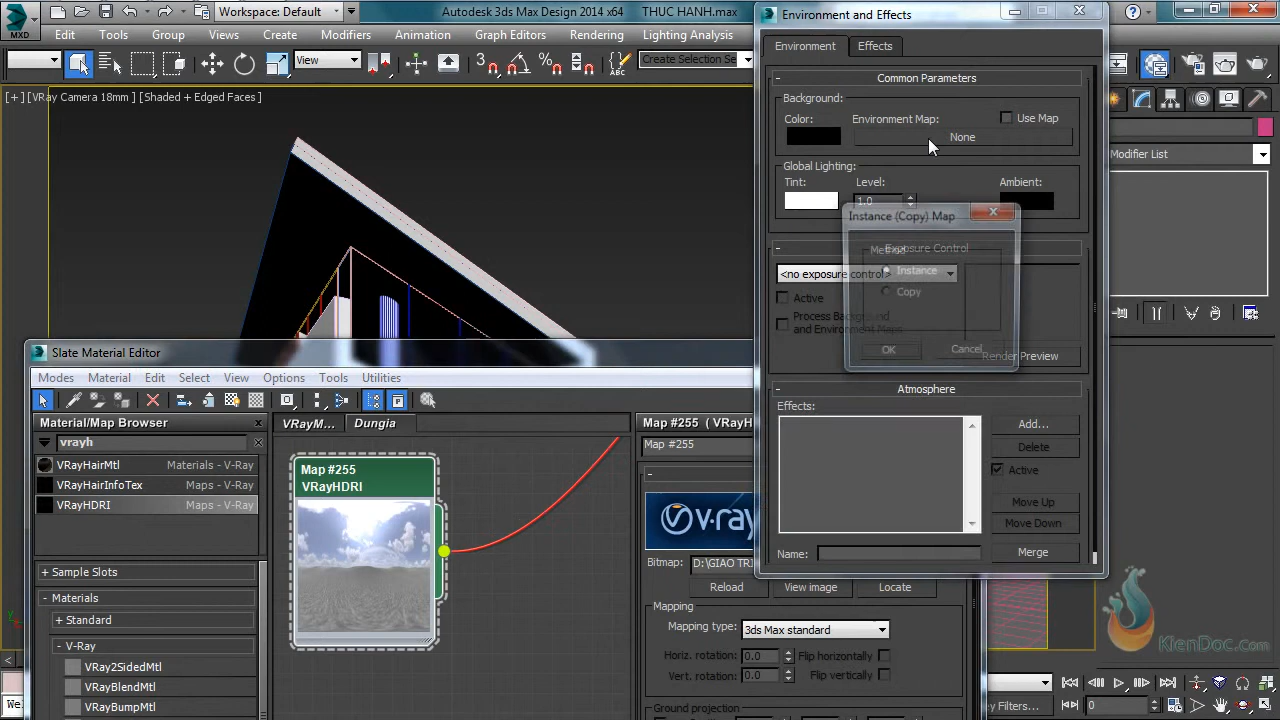 MXD
Workspace: Default
Autodesk 3ds Max Design 2014 x64
THUC HANH.max
Edit
Tools
Group
Views
Create
Modifiers
Animation
Graph Editors
Rendering
Lighting Analysis
View
3
Create Selection Se
[+] [VRay Camera 18mm ] [Shaded + Edged Faces ]
Environment and Effects
Environment
Effects
Common Parameters
Background:
Color:
Environment Map:
Use Map
None
Global Lighting:
Tint:
Level:
Ambient:
1.0
Instance (Copy) Map
Method
Instance
Copy
OK
Cancel
Exposure Control
<no exposure control>
Active
Process Background
and Environment Maps
Render Preview
Atmosphere
Effects:
Add...
Delete
Active
Move Up
Move Down
Name:
Merge
Modifier List
Slate Material Editor
Modes
Material
Edit
Select
View
Options
Tools
Utilities
Material/Map Browser
vrayh
VRayHairMtl
Materials - V-Ray
VRayHairInfoTex
Maps - V-Ray
VRayHDRI
Maps - V-Ray
+ Sample Slots
- Materials
+ Standard
- V-Ray
VRay2SidedMtl
VRayBlendMtl
VRayBumpMtl
VRayM...
Dungia
Map #255
VRayHDRI
Map #255 ( VRayH
Map #255
v·ray
Bitmap:
D:\GIAO TRI
Reload
View image
Locate
Mapping
Mapping type:
3ds Max standard
Horiz. rotation:
0.0
Flip horizontally
Vert. rotation:
0.0
Flip vertically
Ground projection
KienDoc.com
y Filters...
0
We